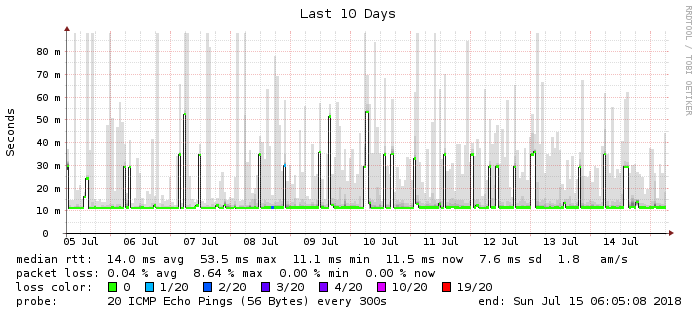 Last 10 Days
RRDTOOL / TOBI OETIKER
Seconds
80 m
70 m
60 m
50 m
40 m
30 m
20 m
10 m
0
05 Jul 06 Jul 07 Jul 08 Jul 09 Jul 10 Jul 11 Jul 12 Jul 13 Jul 14 Jul
median rtt: 14.0 ms avg 53.5 ms max 11.1 ms min 11.5 ms now 7.6 ms sd 1.8 am/s
packet loss: 0.04 % avg 8.64 % max 0.00 % min 0.00 % now
loss color: 0 1/20 2/20 3/20 4/20 10/20 19/20
probe: 20 ICMP Echo Pings (56 Bytes) every 300s end: Sun Jul 15 06:05:08 2018